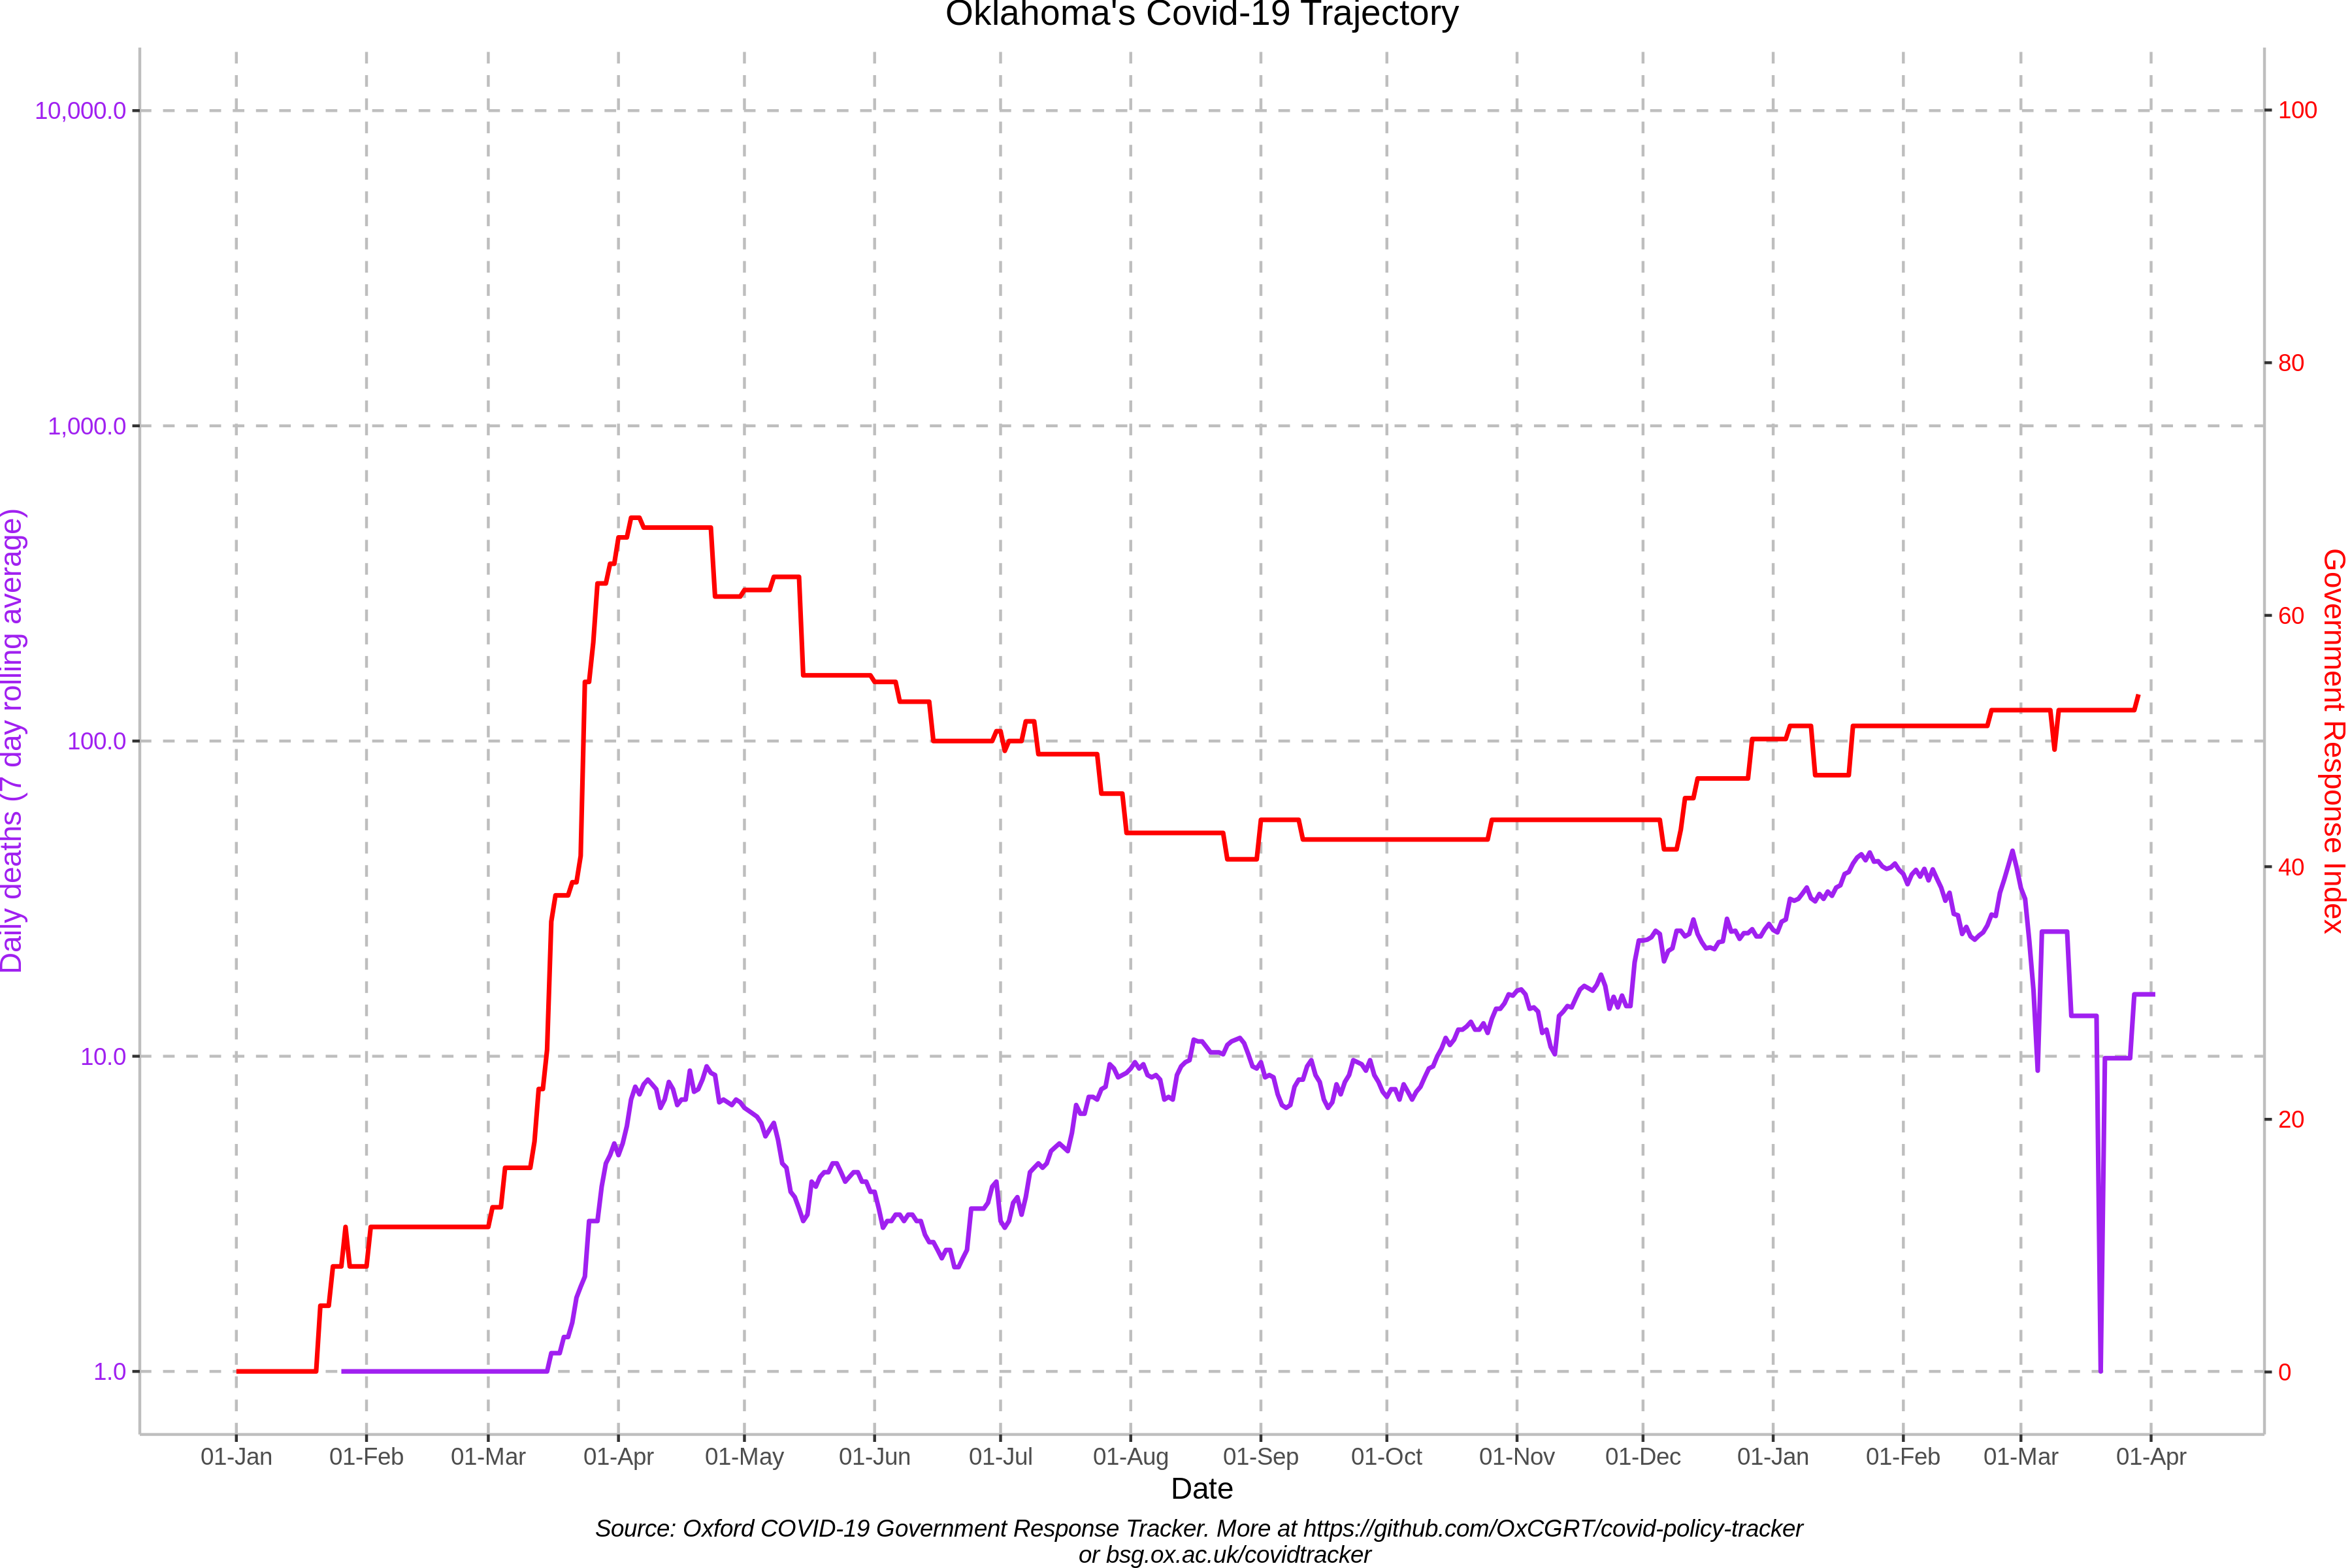 Oklahoma's Covid-19 Trajectory
Daily deaths (7 day rolling average)
10,000.0
1,000.0
100.0
10.0
1.0
100
80
60
40
20
0
Government Response Index
01-Jan 01-Feb 01-Mar 01-Apr 01-May 01-Jun 01-Jul 01-Aug 01-Sep 01-Oct 01-Nov 01-Dec 01-Jan 01-Feb 01-Mar 01-Apr
Date
Source: Oxford COVID-19 Government Response Tracker. More at https://github.com/OxCGRT/covid-policy-tracker
or bsg.ox.ac.uk/covidtracker